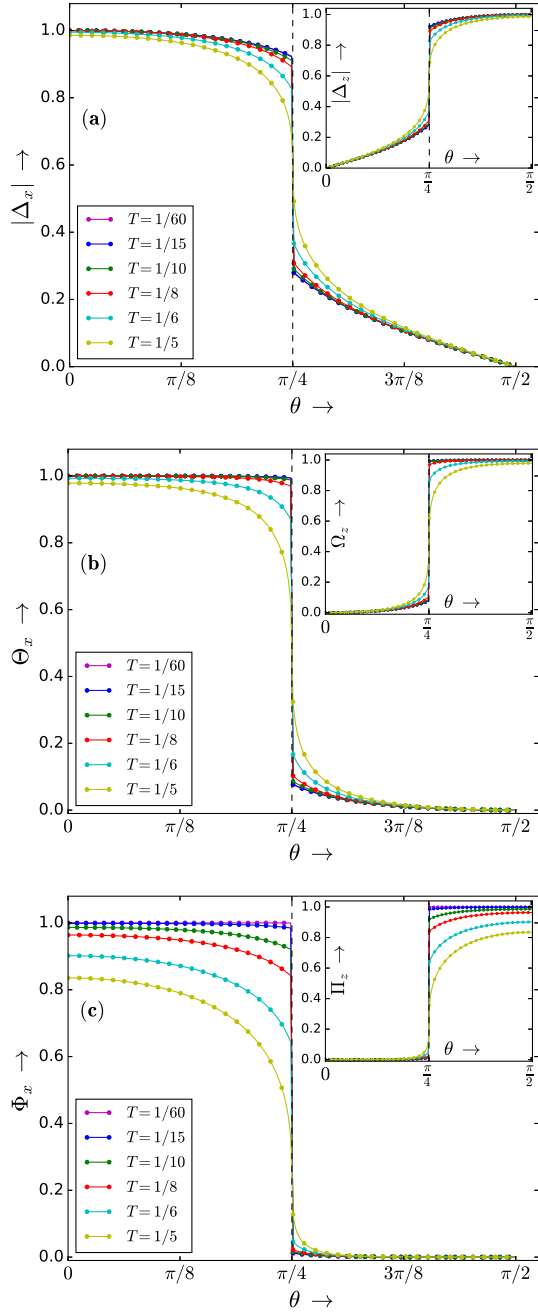 1.0
0.8
0.6
0.4
0.2
0.0
|Δ_x| →
(a)
T = 1/60
T = 1/15
T = 1/10
T = 1/8
T = 1/6
T = 1/5
0 π/8 π/4 3π/8 π/2
θ →
1.0
0.8
0.6
0.4
0.2
0.0
|Δ_z| →
θ →
0 π/4 π/2
1.0
0.8
0.6
0.4
0.2
0.0
Θ_x →
(b)
T = 1/60
T = 1/15
T = 1/10
T = 1/8
T = 1/6
T = 1/5
0 π/8 π/4 3π/8 π/2
θ →
1.0
0.8
0.6
0.4
0.2
0.0
Ω_z →
θ →
0 π/4 π/2
1.0
0.8
0.6
0.4
0.2
0.0
Φ_x →
(c)
T = 1/60
T = 1/15
T = 1/10
T = 1/8
T = 1/6
T = 1/5
0 π/8 π/4 3π/8 π/2
θ →
1.0
0.8
0.6
0.4
0.2
0.0
Π_z →
θ →
0 π/4 π/2